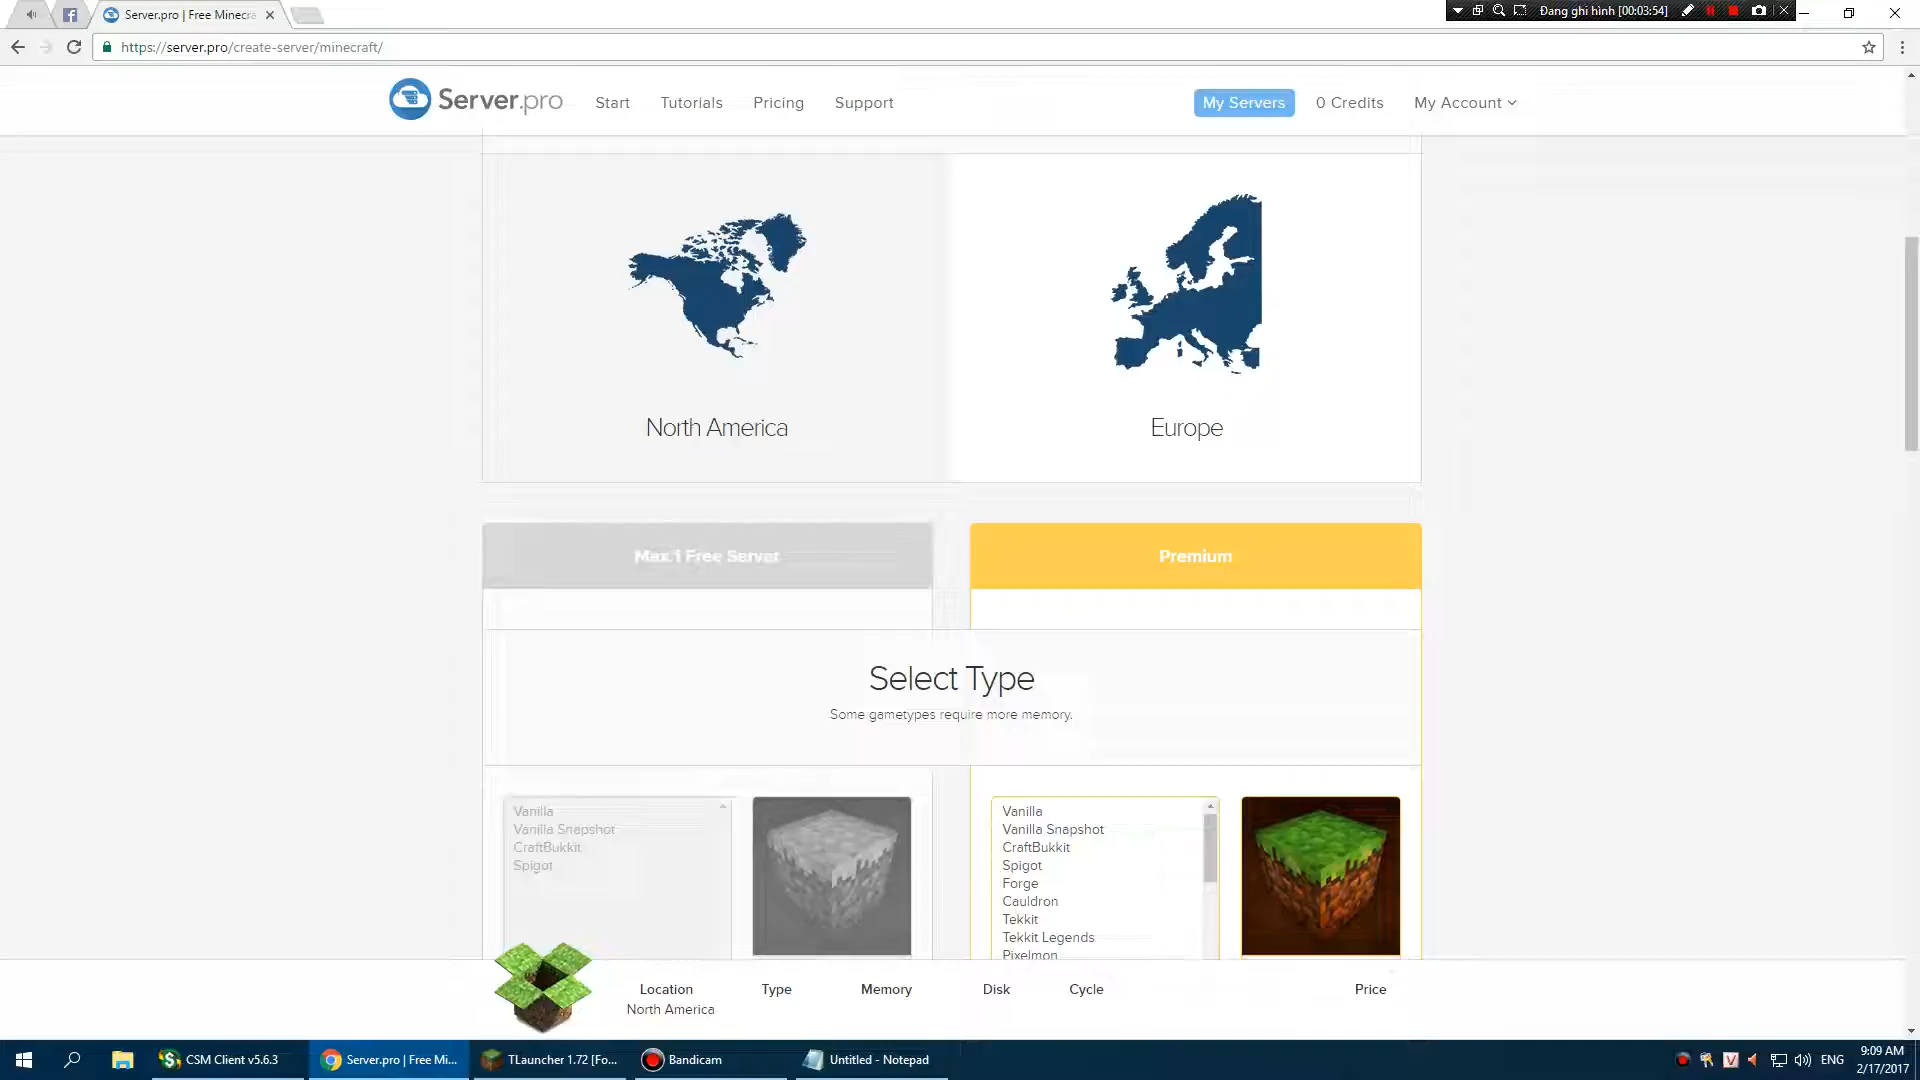 Server.pro | Free Minecra
Đang ghi hình [00:03:54]
https://server.pro/create-server/minecraft/
Server.pro
Start
Tutorials
Pricing
Support
My Servers
0 Credits
My Account
North America
Europe
Max 1 Free Server
Premium
Select Type
Some gametypes require more memory.
Vanilla
Vanilla Snapshot
CraftBukkit
Spigot
Vanilla
Vanilla Snapshot
CraftBukkit
Spigot
Forge
Cauldron
Tekkit
Tekkit Legends
Pixelmon
Location
North America
Type
Memory
Disk
Cycle
Price
CSM Client v5.6.3
Server.pro | Free Mi...
TLauncher 1.72 [Fo...
Bandicam
Untitled - Notepad
ENG
9:09 AM
2/17/2017